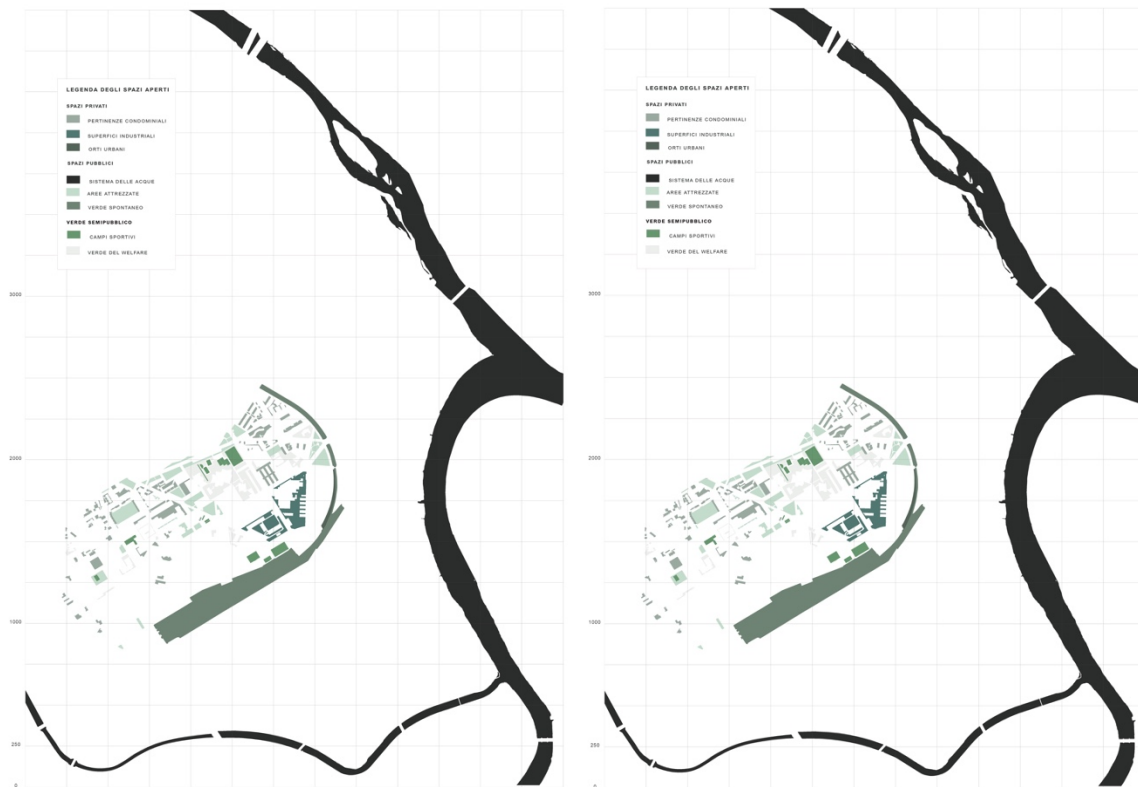 LEGENDA DEGLI SPAZI APERTI
SPAZI PRIVATI
PERTINENZE CONDOMINIALI
SUPERFICI INDUSTRIALI
ORTI URBANI
SPAZI PUBBLICI
SISTEMA DELLE ACQUE
AREE ATTREZZATE
VERDE SPONTANEO
VERDE SEMIPUBBLICO
CAMPI SPORTIVI
VERDE DEL WELFARE
3000
2000
1000
250
0
LEGENDA DEGLI SPAZI APERTI
SPAZI PRIVATI
PERTINENZE CONDOMINIALI
SUPERFICI INDUSTRIALI
ORTI URBANI
SPAZI PUBBLICI
SISTEMA DELLE ACQUE
AREE ATTREZZATE
VERDE SPONTANEO
VERDE SEMIPUBBLICO
CAMPI SPORTIVI
VERDE DEL WELFARE
3000
2000
1000
250